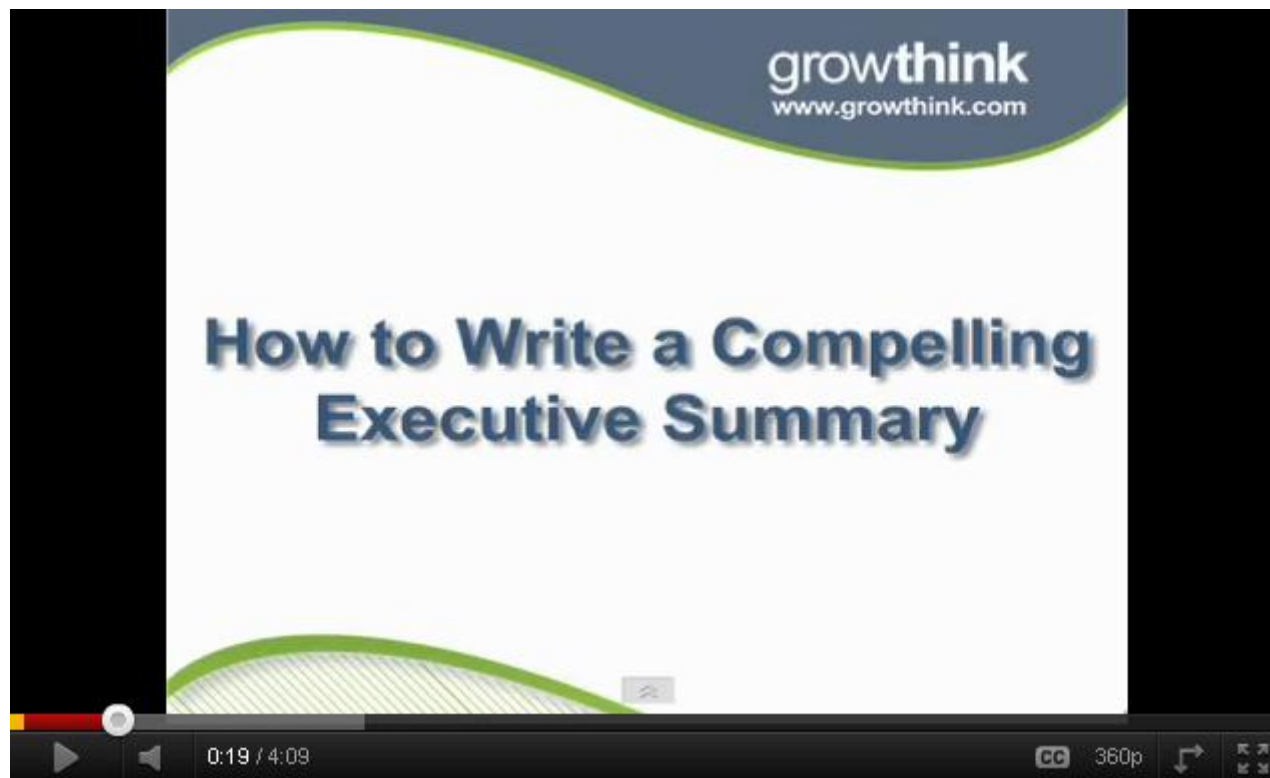 growthink
www.growthink.com
How to Write a Compelling
Executive Summary
0:19 / 4:09
CC
360p